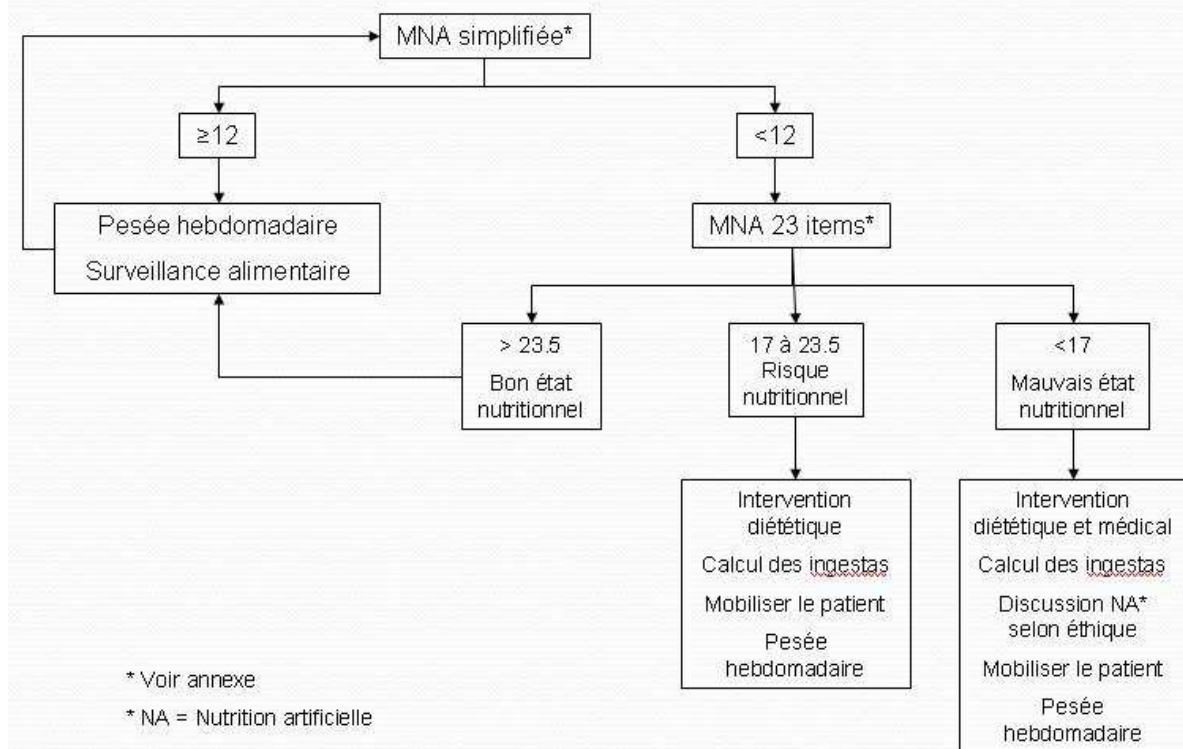 MNA simplifiée*
≥12
<12
Pesée hebdomadaire
Surveillance alimentaire
MNA 23 items*
> 23.5
Bon état
nutritionnel
17 à 23.5
Risque
nutritionnel
<17
Mauvais état
nutritionnel
Intervention
diététique
Calcul des ingestas
Mobiliser le patient
Pesée
hebdomadaire
Intervention
diététique et médical
Calcul des ingestas
Discussion NA*
selon éthique
Mobiliser le patient
Pesée
hebdomadaire
* Voir annexe
* NA = Nutrition artificielle